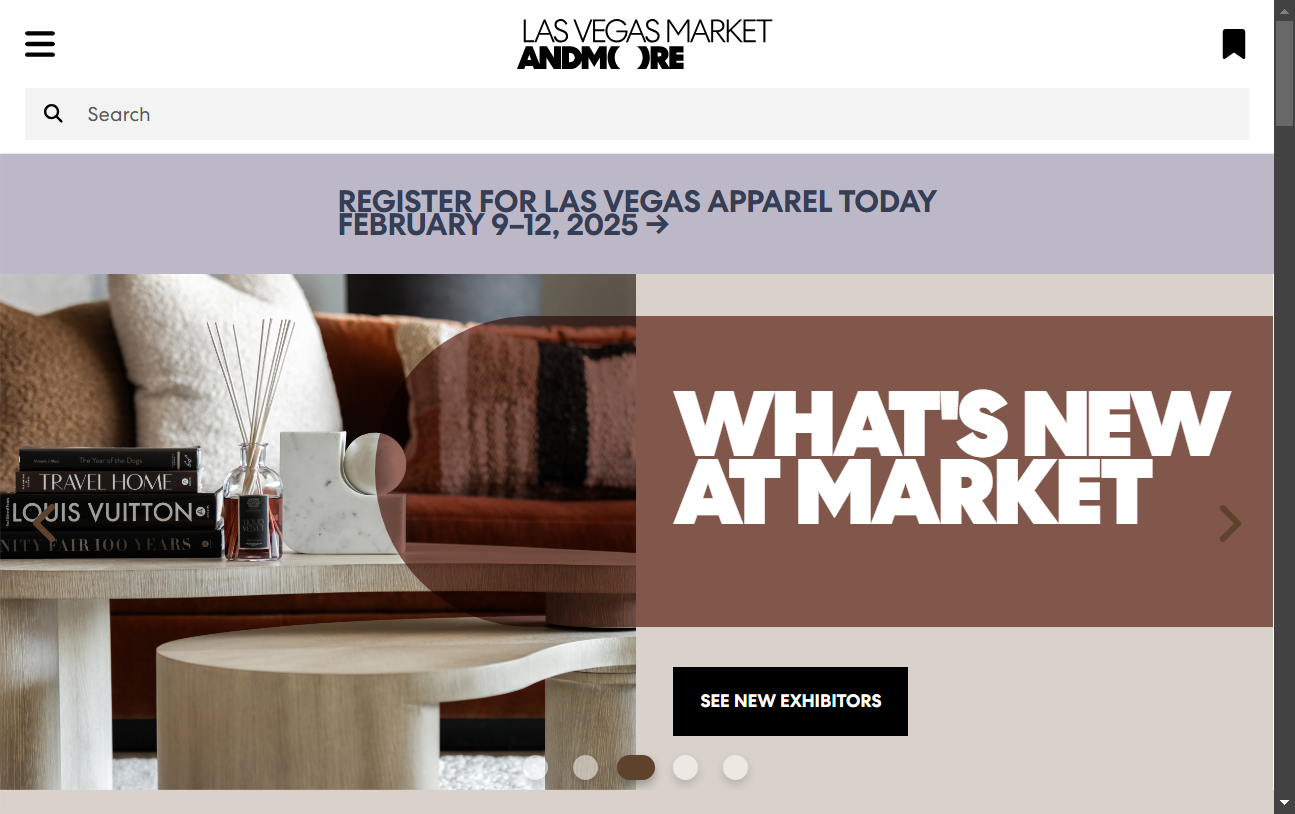 LAS VEGAS MARKET
ANDMORE
Search
REGISTER FOR LAS VEGAS APPAREL TODAY
FEBRUARY 9–12, 2025 →
WHAT'S NEW
AT MARKET
The Year of the Dogs
TRAVEL HOME
LOUIS VUITTON
NITY FAIR 100 YEARS
SEE NEW EXHIBITORS